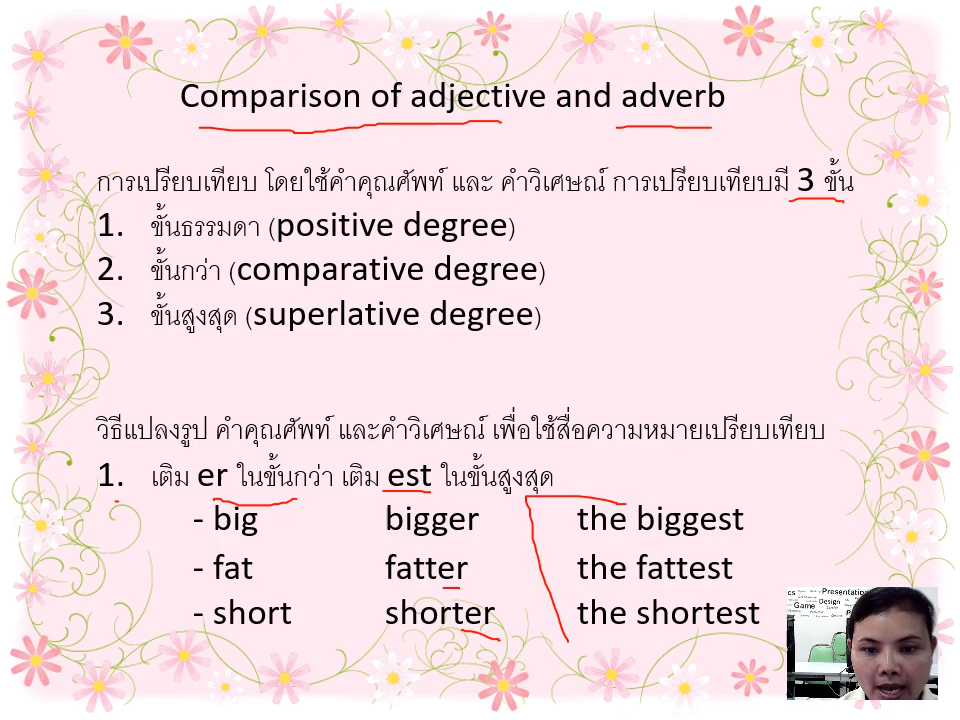 Comparison of adjective and adverb
การเปรียบเทียบ โดยใช้คำคุณศัพท์ และ คำวิเศษณ์ การเปรียบเทียบมี 3 ขั้น
1. ขั้นธรรมดา (positive degree)
2. ขั้นกว่า (comparative degree)
3. ขั้นสูงสุด (superlative degree)
วิธีแปลงรูป คำคุณศัพท์ และคำวิเศษณ์ เพื่อใช้สื่อความหมายเปรียบเทียบ
1. เติม er ในขั้นกว่า เติม est ในขั้นสูงสุด
- big bigger the biggest
- fat fatter the fattest
- short shorter the shortest
Presentation
Design
Game